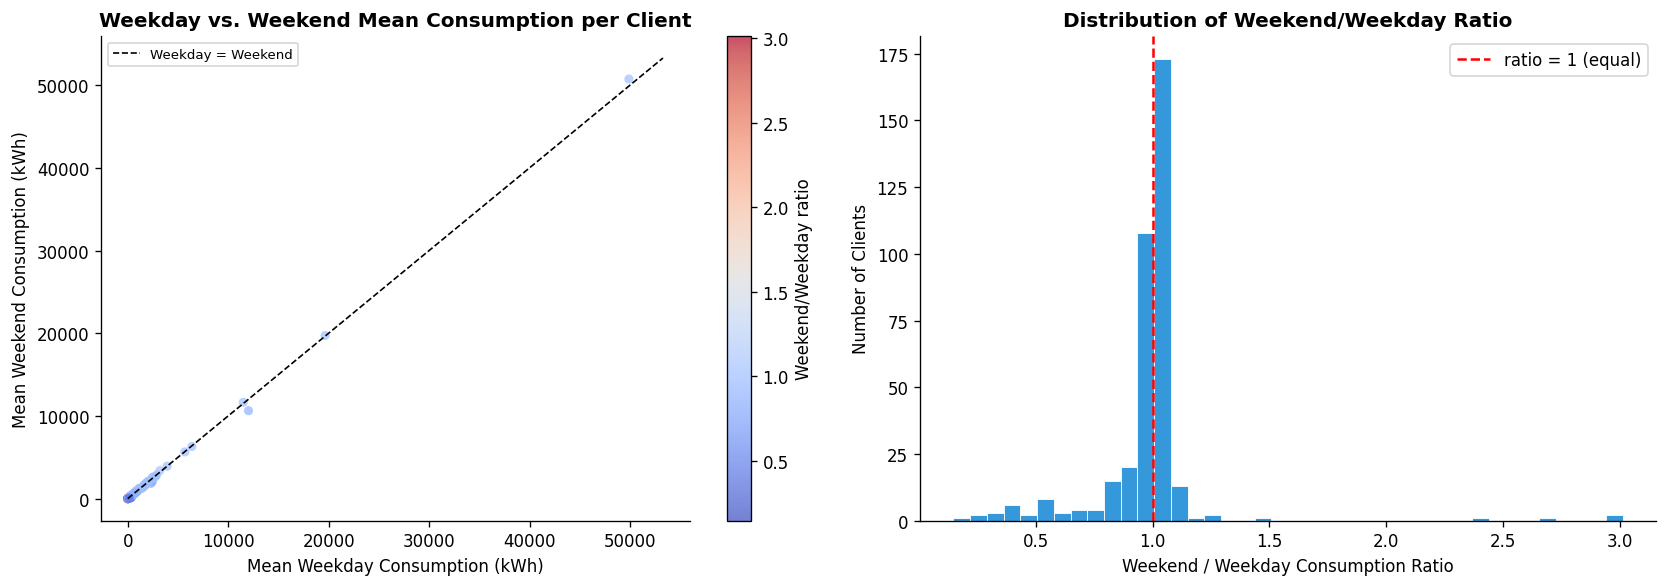 Weekday vs. Weekend Mean Consumption per Client
Weekday = Weekend
Mean Weekend Consumption (kWh)
50000
40000
30000
20000
10000
0
0 10000 20000 30000 40000 50000
Mean Weekday Consumption (kWh)
3.0
2.5
2.0
1.5
1.0
0.5
Weekend/Weekday ratio
Distribution of Weekend/Weekday Ratio
ratio = 1 (equal)
Number of Clients
175
150
125
100
75
50
25
0
0.5 1.0 1.5 2.0 2.5 3.0
Weekend / Weekday Consumption Ratio